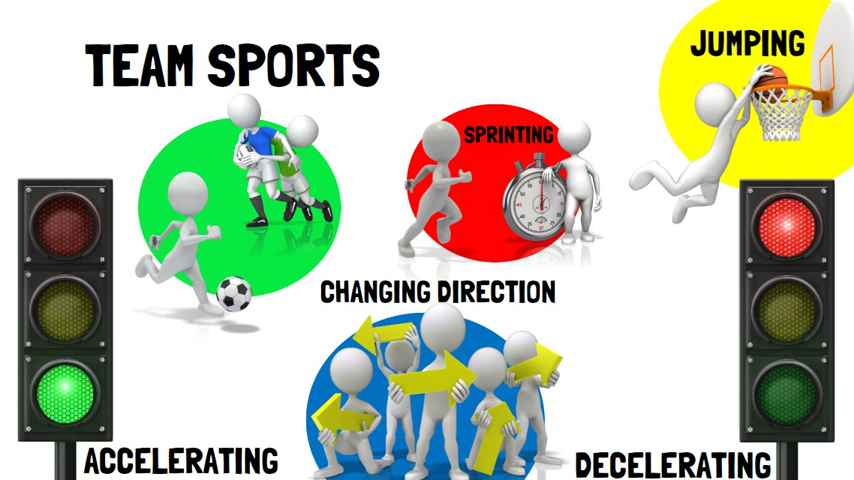 TEAM SPORTS
JUMPING
SPRINTING
CHANGING DIRECTION
ACCELERATING
DECELERATING